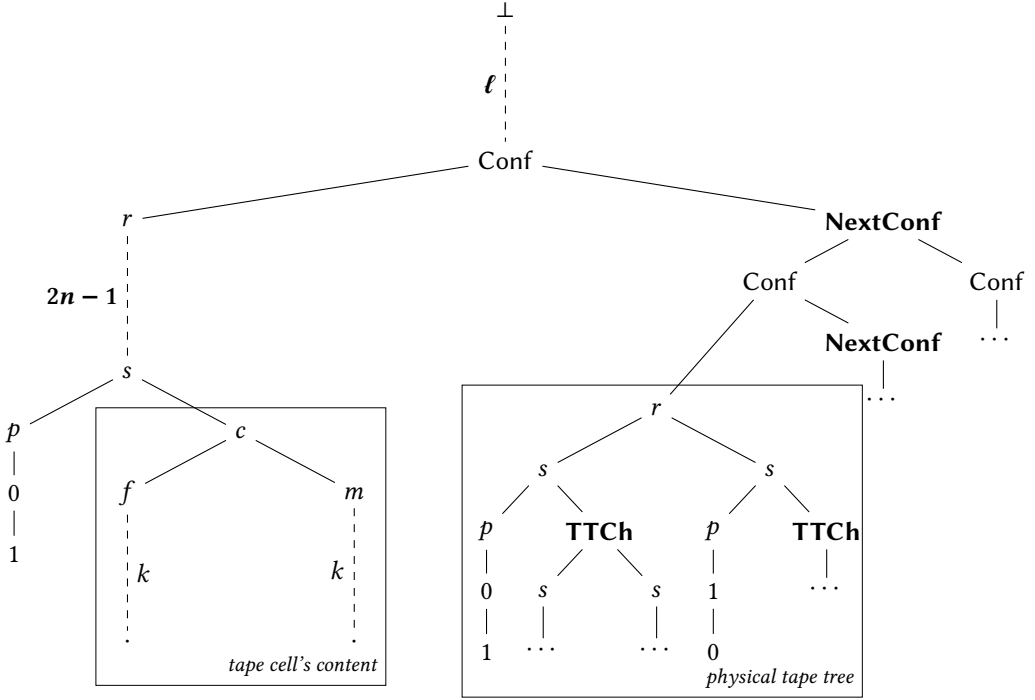 ⊥
ℓ
Conf
r NextConf
Conf Conf
2n − 1
NextConf ...
s
...
r
p c
s s
0 f m
p TTCh p TTCh
1
k k
0 s s 1 ...
. .
1 ... ... 0
tape cell's content
physical tape tree